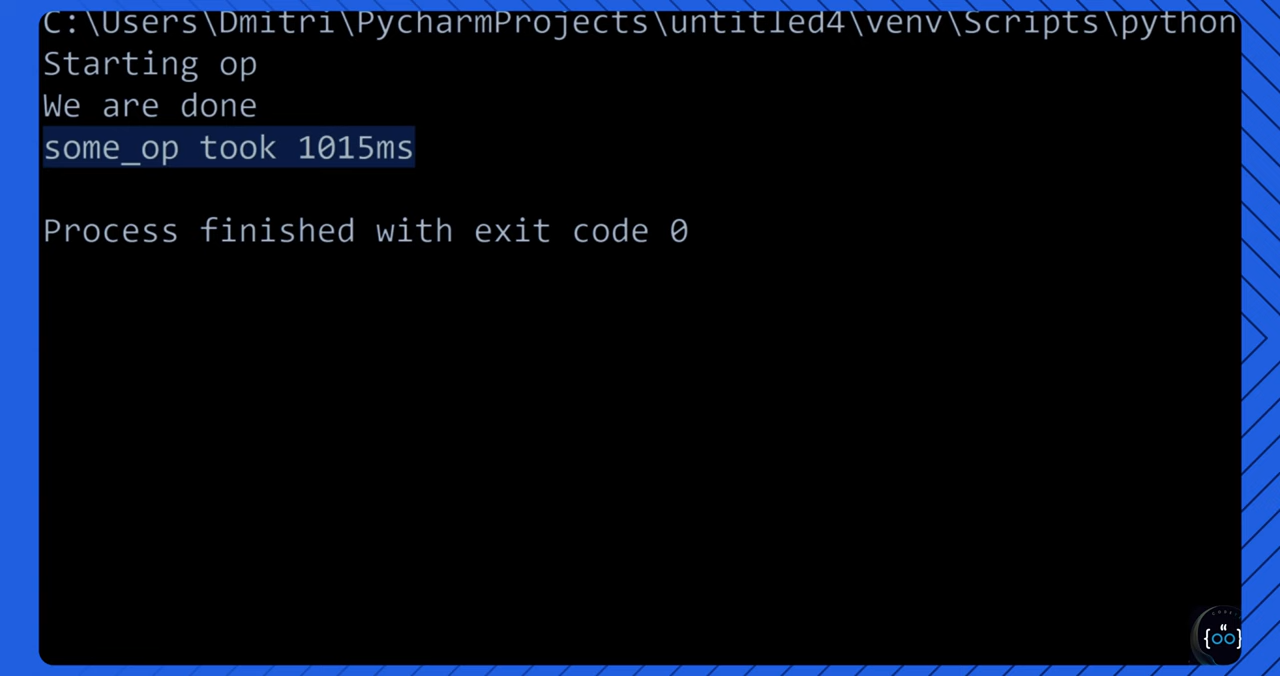 C:\Users\Dmitri\PycharmProjects\untitled4\venv\Scripts\python
Starting op
We are done
some_op took 1015ms
Process finished with exit code 0